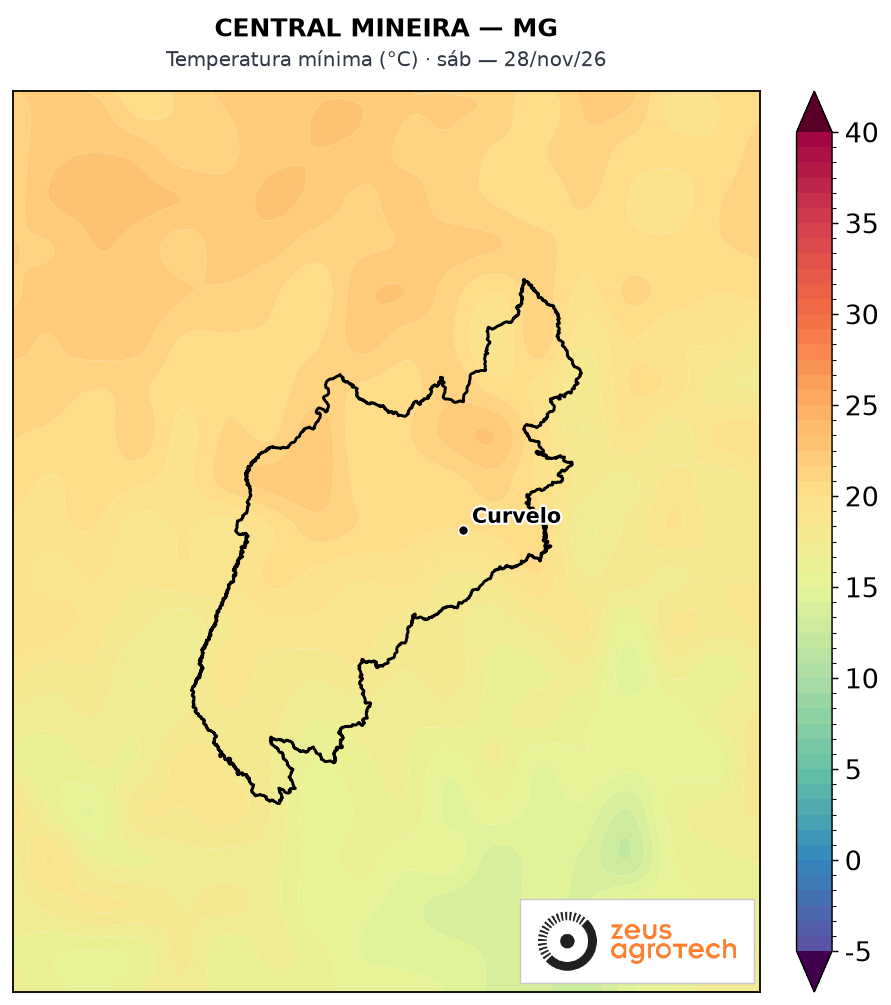 CENTRAL MINEIRA — MG
Temperatura mínima (°C) · sáb — 28/nov/26
40
35
30
25
20
15
10
5
0
-5
Curvelo
zeus
agrotech